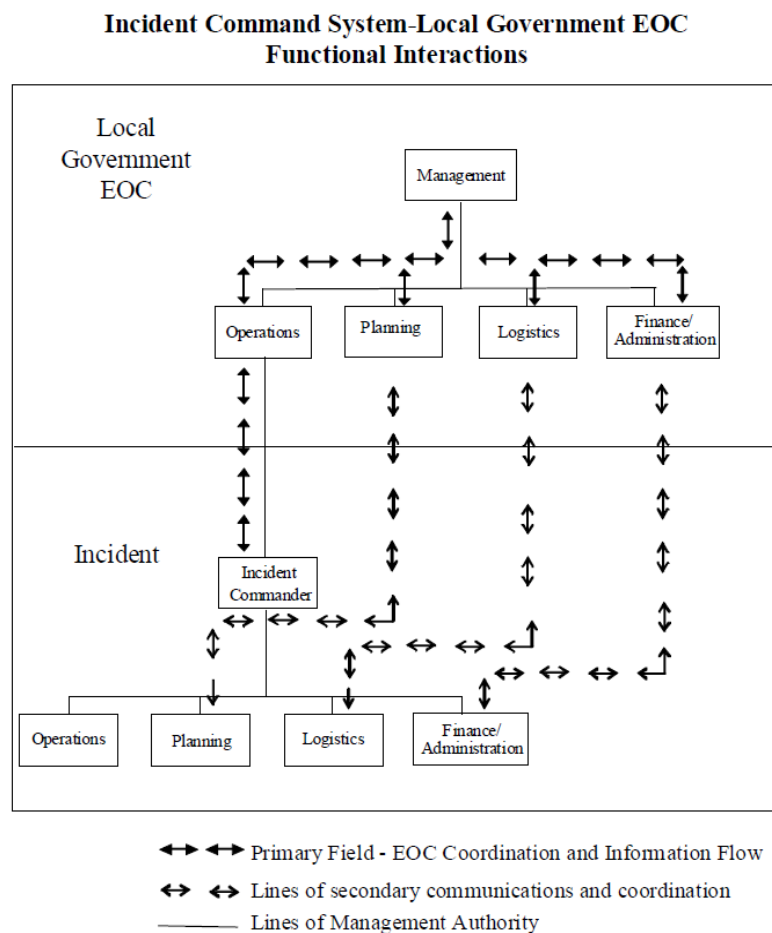 Incident Command System-Local Government EOC
Functional Interactions
Local
Government
EOC
Management
Operations
Planning
Logistics
Finance/
Administration
Incident
Incident
Commander
Operations
Planning
Logistics
Finance/
Administration
Primary Field - EOC Coordination and Information Flow
Lines of secondary communications and coordination
Lines of Management Authority